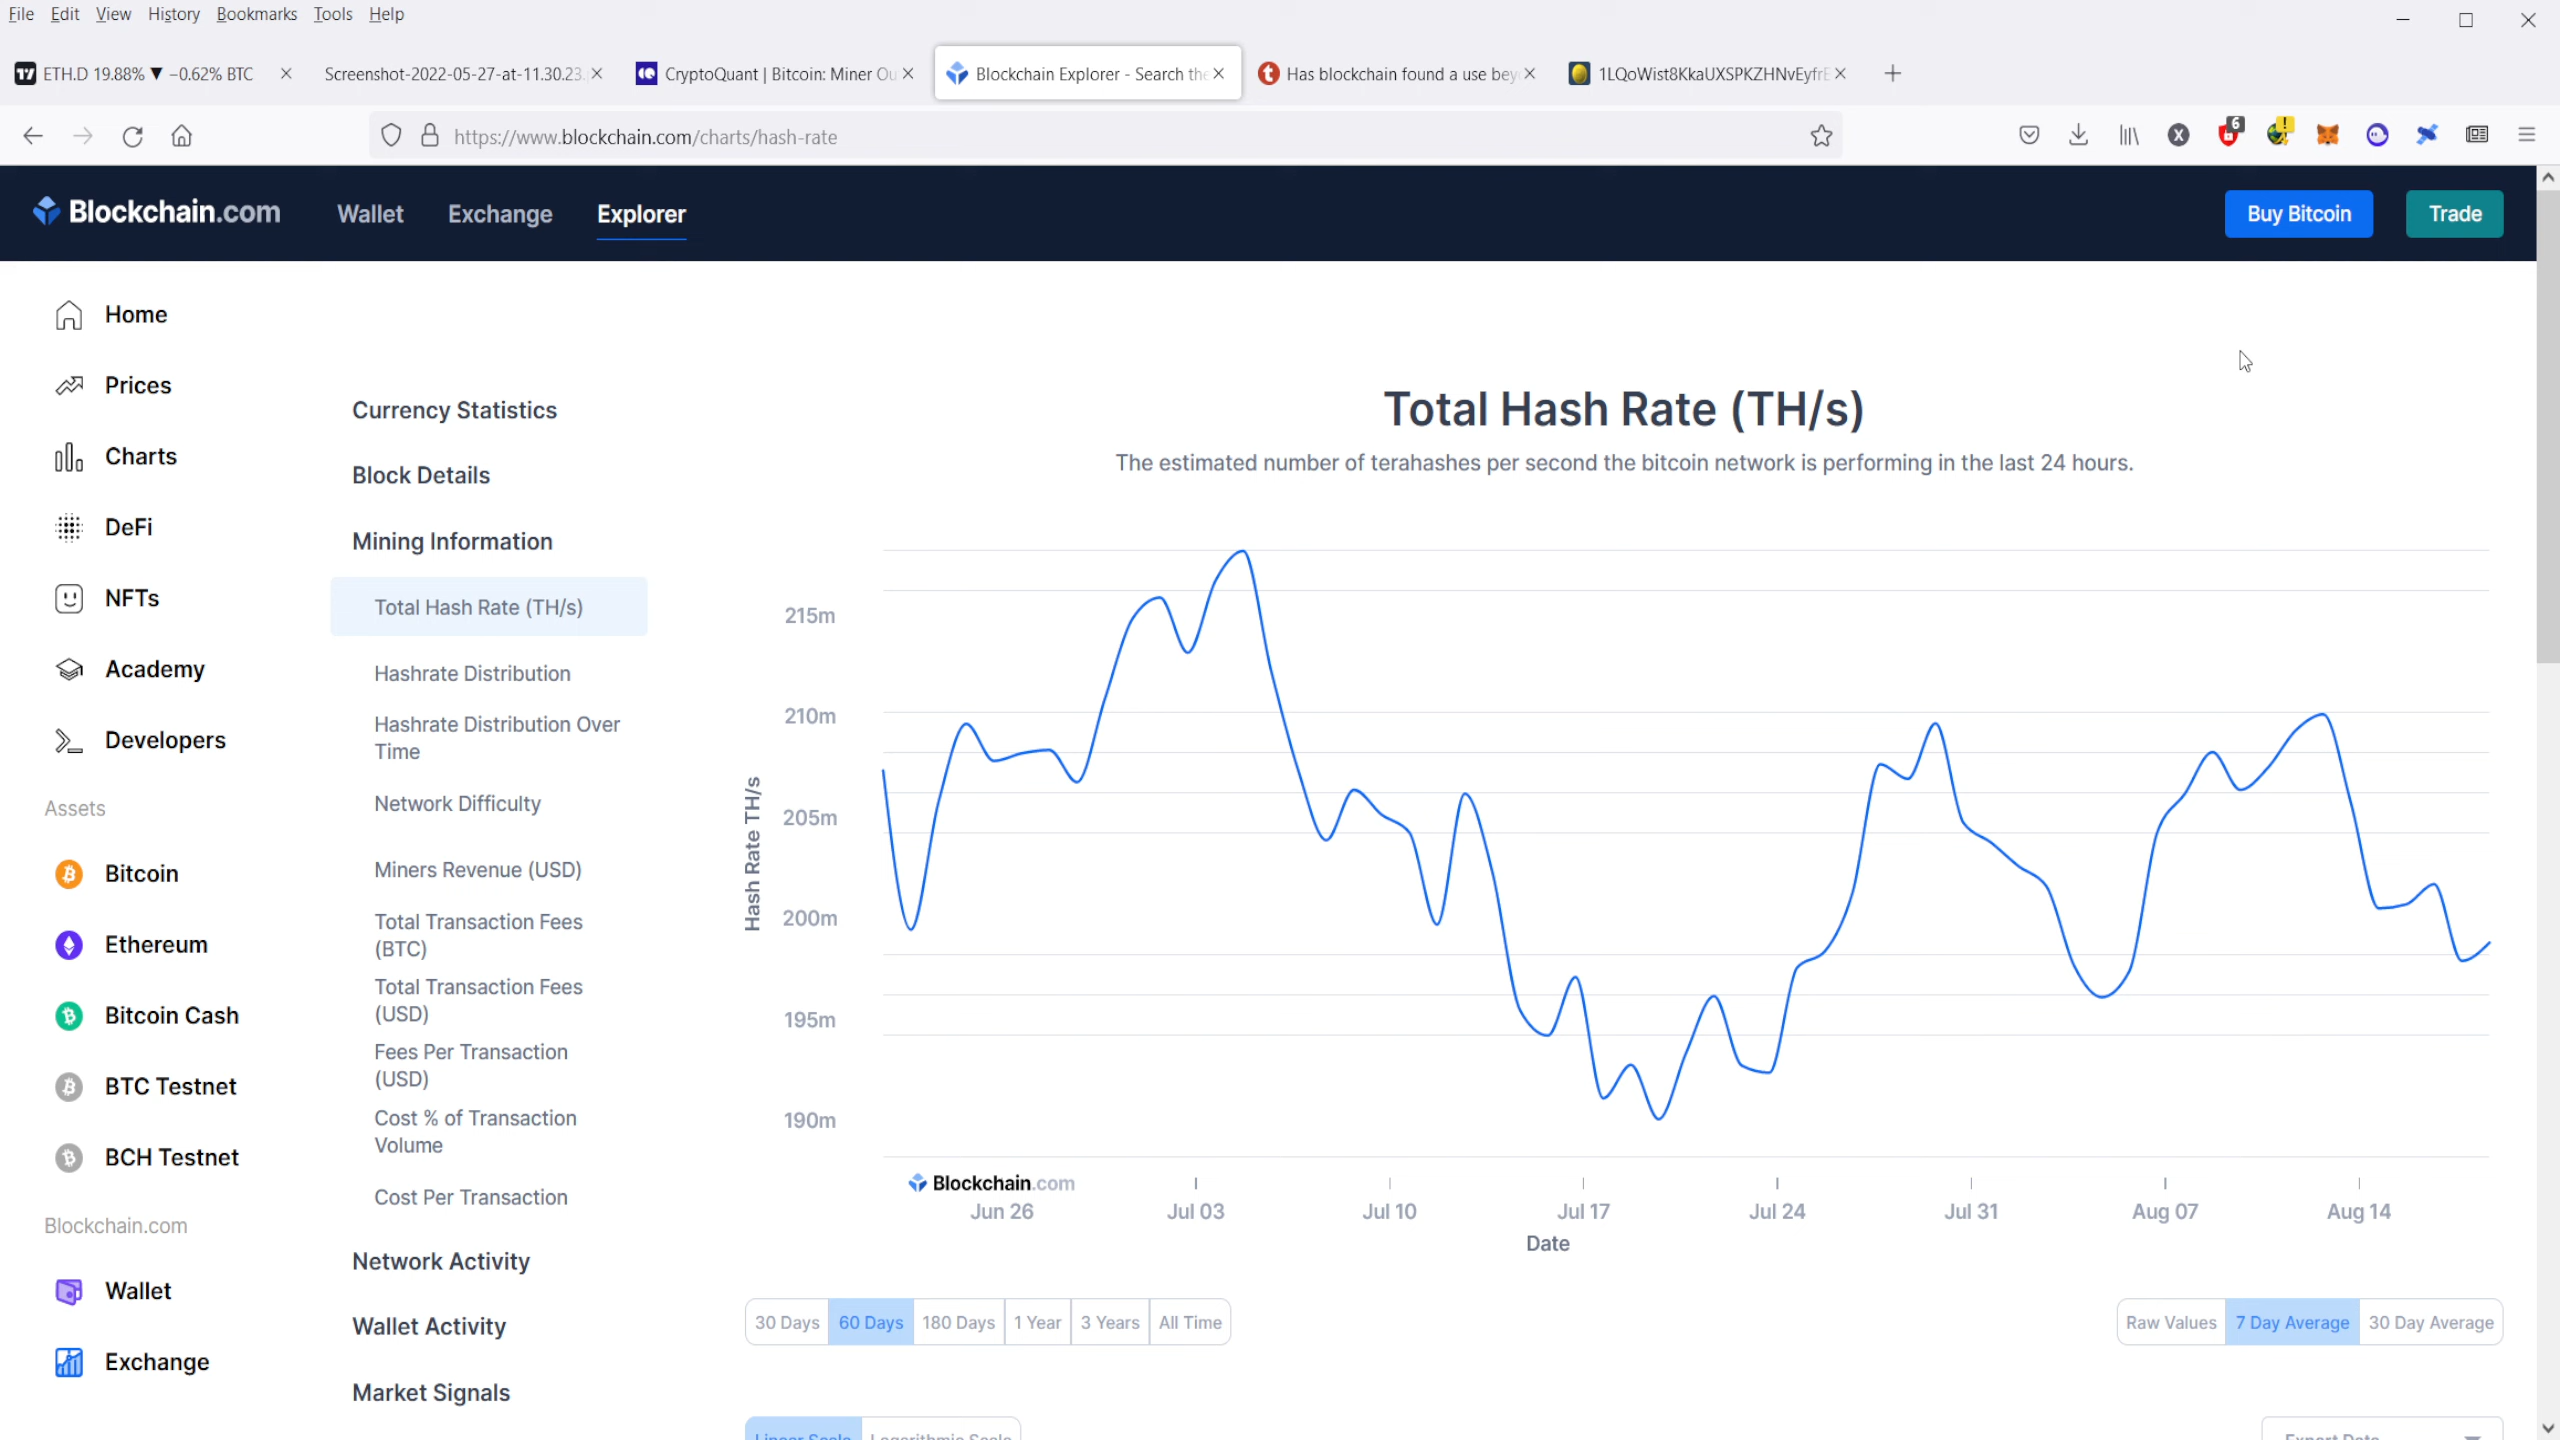 File Edit View History Bookmarks Tools Help
ETH.D 19.88% ▼ −0.62% BTC
Screenshot-2022-05-27-at-11.30.23.
CryptoQuant | Bitcoin: Miner Ou
Blockchain Explorer - Search the
Has blockchain found a use bey
1LQoWist8KkaUXSPKZHNvEyfrE
https://www.blockchain.com/charts/hash-rate
6
Blockchain.com
Wallet
Exchange
Explorer
Buy Bitcoin
Trade
Home
Prices
Charts
DeFi
NFTs
Academy
Developers
Assets
Bitcoin
Ethereum
Bitcoin Cash
BTC Testnet
BCH Testnet
Blockchain.com
Wallet
Exchange
Currency Statistics
Block Details
Mining Information
Total Hash Rate (TH/s)
Hashrate Distribution
Hashrate Distribution Over
Time
Network Difficulty
Miners Revenue (USD)
Total Transaction Fees
(BTC)
Total Transaction Fees
(USD)
Fees Per Transaction
(USD)
Cost % of Transaction
Volume
Cost Per Transaction
Network Activity
Wallet Activity
Market Signals
Total Hash Rate (TH/s)
The estimated number of terahashes per second the bitcoin network is performing in the last 24 hours.
Hash Rate TH/s
215m
210m
205m
200m
195m
190m
Blockchain.com
Jun 26
Jul 03
Jul 10
Jul 17
Jul 24
Jul 31
Aug 07
Aug 14
Date
30 Days
60 Days
180 Days
1 Year
3 Years
All Time
Raw Values
7 Day Average
30 Day Average
Linear Scale
Logarithmic Scale
Export Data